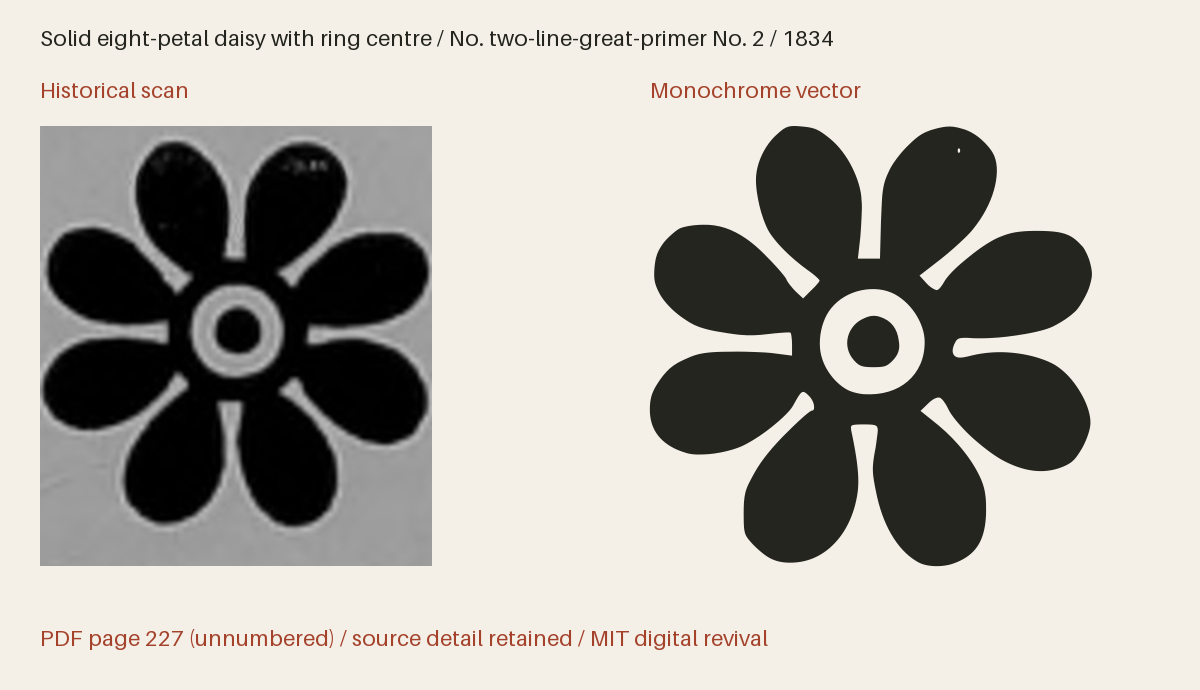 Solid eight-petal daisy with ring centre / No. two-line-great-primer No. 2 / 1834
Historical scan
Monochrome vector
PDF page 227 (unnumbered) / source detail retained / MIT digital revival